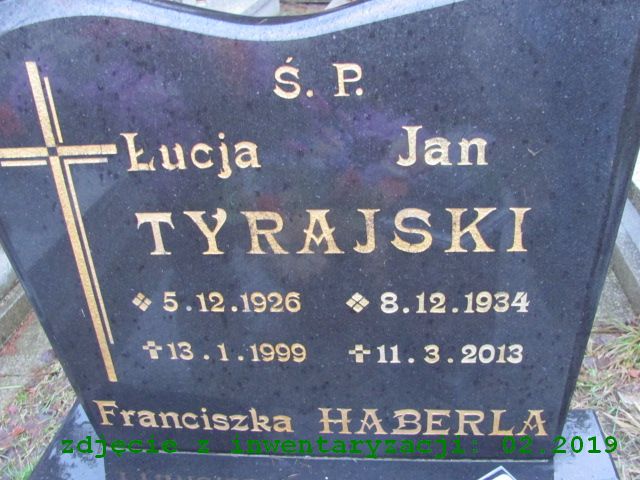 Ś. P.
Łucja Jan
TYRAJSKI
❖ 5.12.1926 ❖ 8.12.1934
✝ 13.1.1999 ✝ 11.3.2013
Franciszka HABERLA
zdjęcie z inwentaryzacji: 02.2019